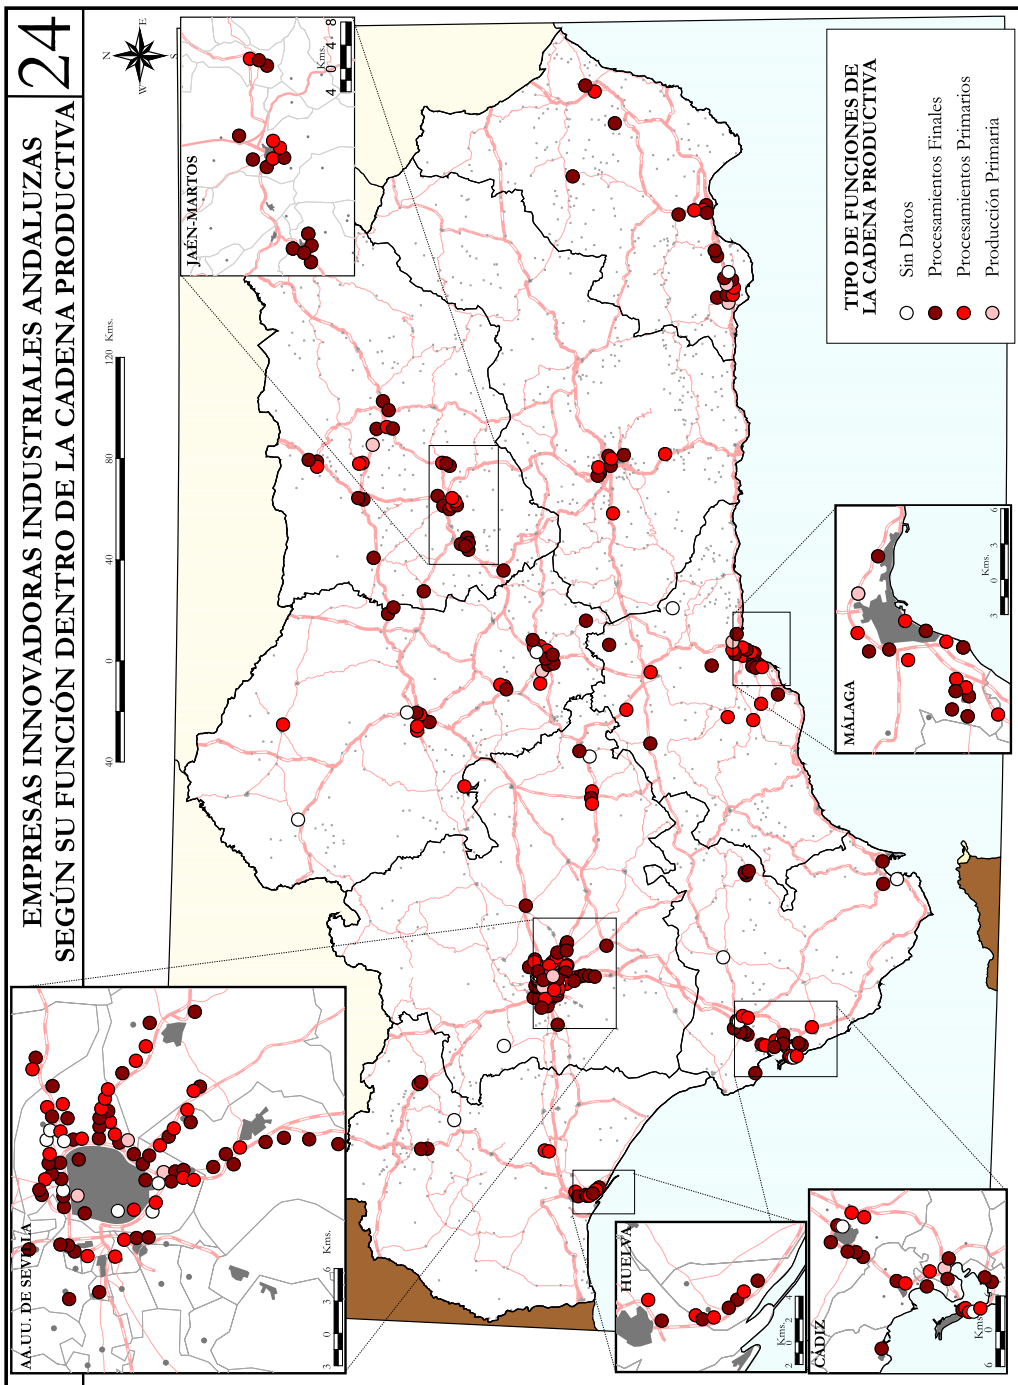 EMPRESAS INNOVADORAS INDUSTRIALES ANDALUZAS
SEGÚN SU FUNCIÓN DENTRO DE LA CADENA PRODUCTIVA
24
N
E
S
W
40 0 40 80 120 Kms.
AA.UU. DE SEVILLA
3 0 3 6 Kms.
JAÉN-MARTOS
4 0 4 8
Kms.
HUELVA
2 0 2 4
Kms.
CÁDIZ
6 0 6
Kms.
MÁLAGA
3 0 3 6
Kms.
TIPO DE FUNCIONES DE
LA CADENA PRODUCTIVA
Sin Datos
Procesamientos Finales
Procesamientos Primarios
Producción Primaria